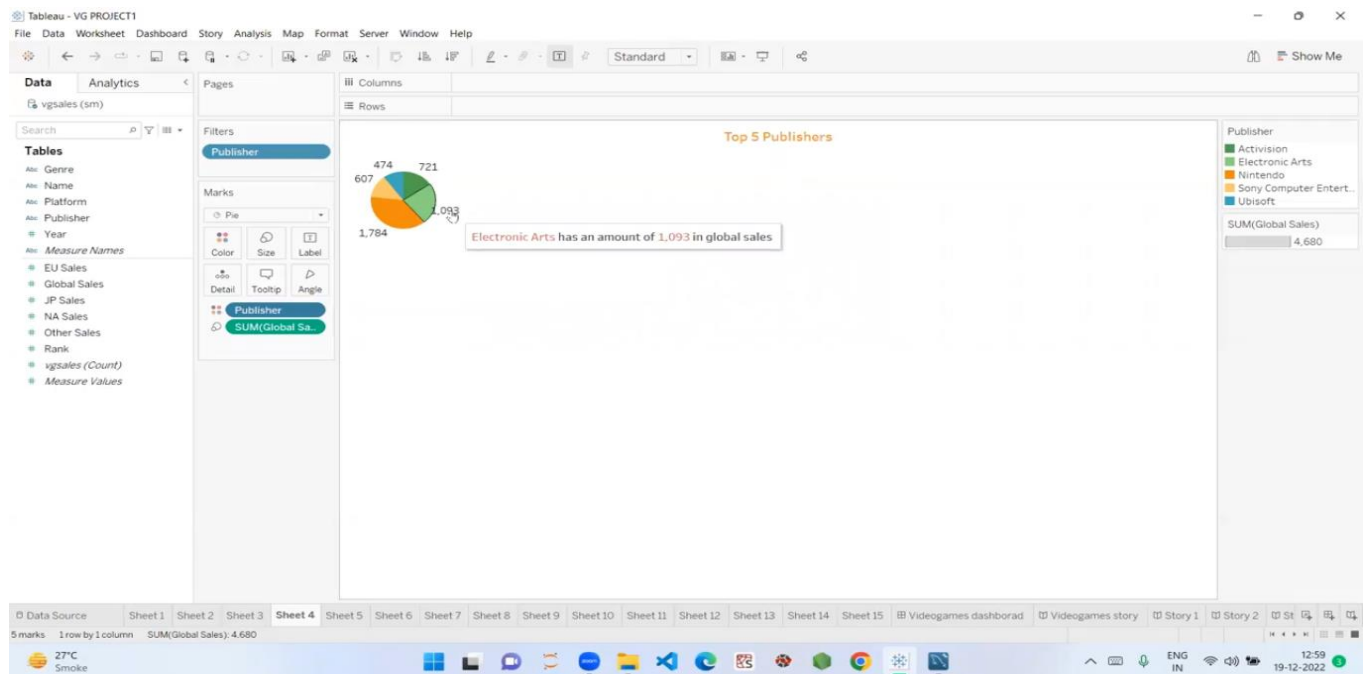 Tableau - VG PROJECT1
File Data Worksheet Dashboard Story Analysis Map Format Server Window Help
Standard
Show Me
Data Analytics
Pages
Columns
vgsales (sm)
Rows
Search
Filters
Top 5 Publishers
Publisher
Tables
Publisher
Activision
Abc Genre
Electronic Arts
Abc Name
474 721
Nintendo
Abc Platform
Marks
607
Sony Computer Entert...
Abc Publisher
Pie
1,093
Ubisoft
# Year
1,784
Electronic Arts has an amount of 1,093 in global sales
SUM(Global Sales)
Abc Measure Names
Color Size Label
4,680
# EU Sales
# Global Sales
Detail Tooltip Angle
# JP Sales
Publisher
# NA Sales
SUM(Global Sa..
# Other Sales
# Rank
# vgsales (Count)
# Measure Values
Data Source Sheet 1 Sheet 2 Sheet 3 Sheet 4 Sheet 5 Sheet 6 Sheet 7 Sheet 8 Sheet 9 Sheet 10 Sheet 11 Sheet 12 Sheet 13 Sheet 14 Sheet 15 Videogames dashborad Videogames story Story 1 Story 2 St
5 marks 1 row by 1 column SUM(Global Sales): 4,680
27°C
Smoke
ENG
IN
12:59
19-12-2022
3